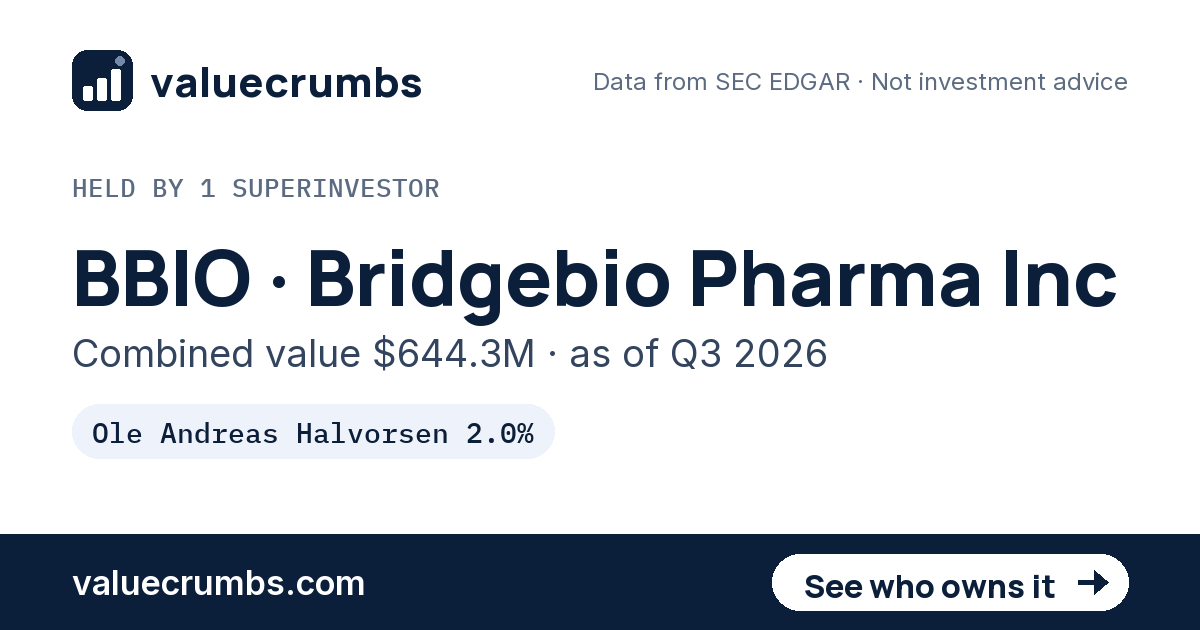 valuecrumbs
Data from SEC EDGAR · Not investment advice
HELD BY 1 SUPERINVESTOR
BBIO · Bridgebio Pharma Inc
Combined value $644.3M · as of Q3 2026
Ole Andreas Halvorsen 2.0%
valuecrumbs.com
See who owns it →